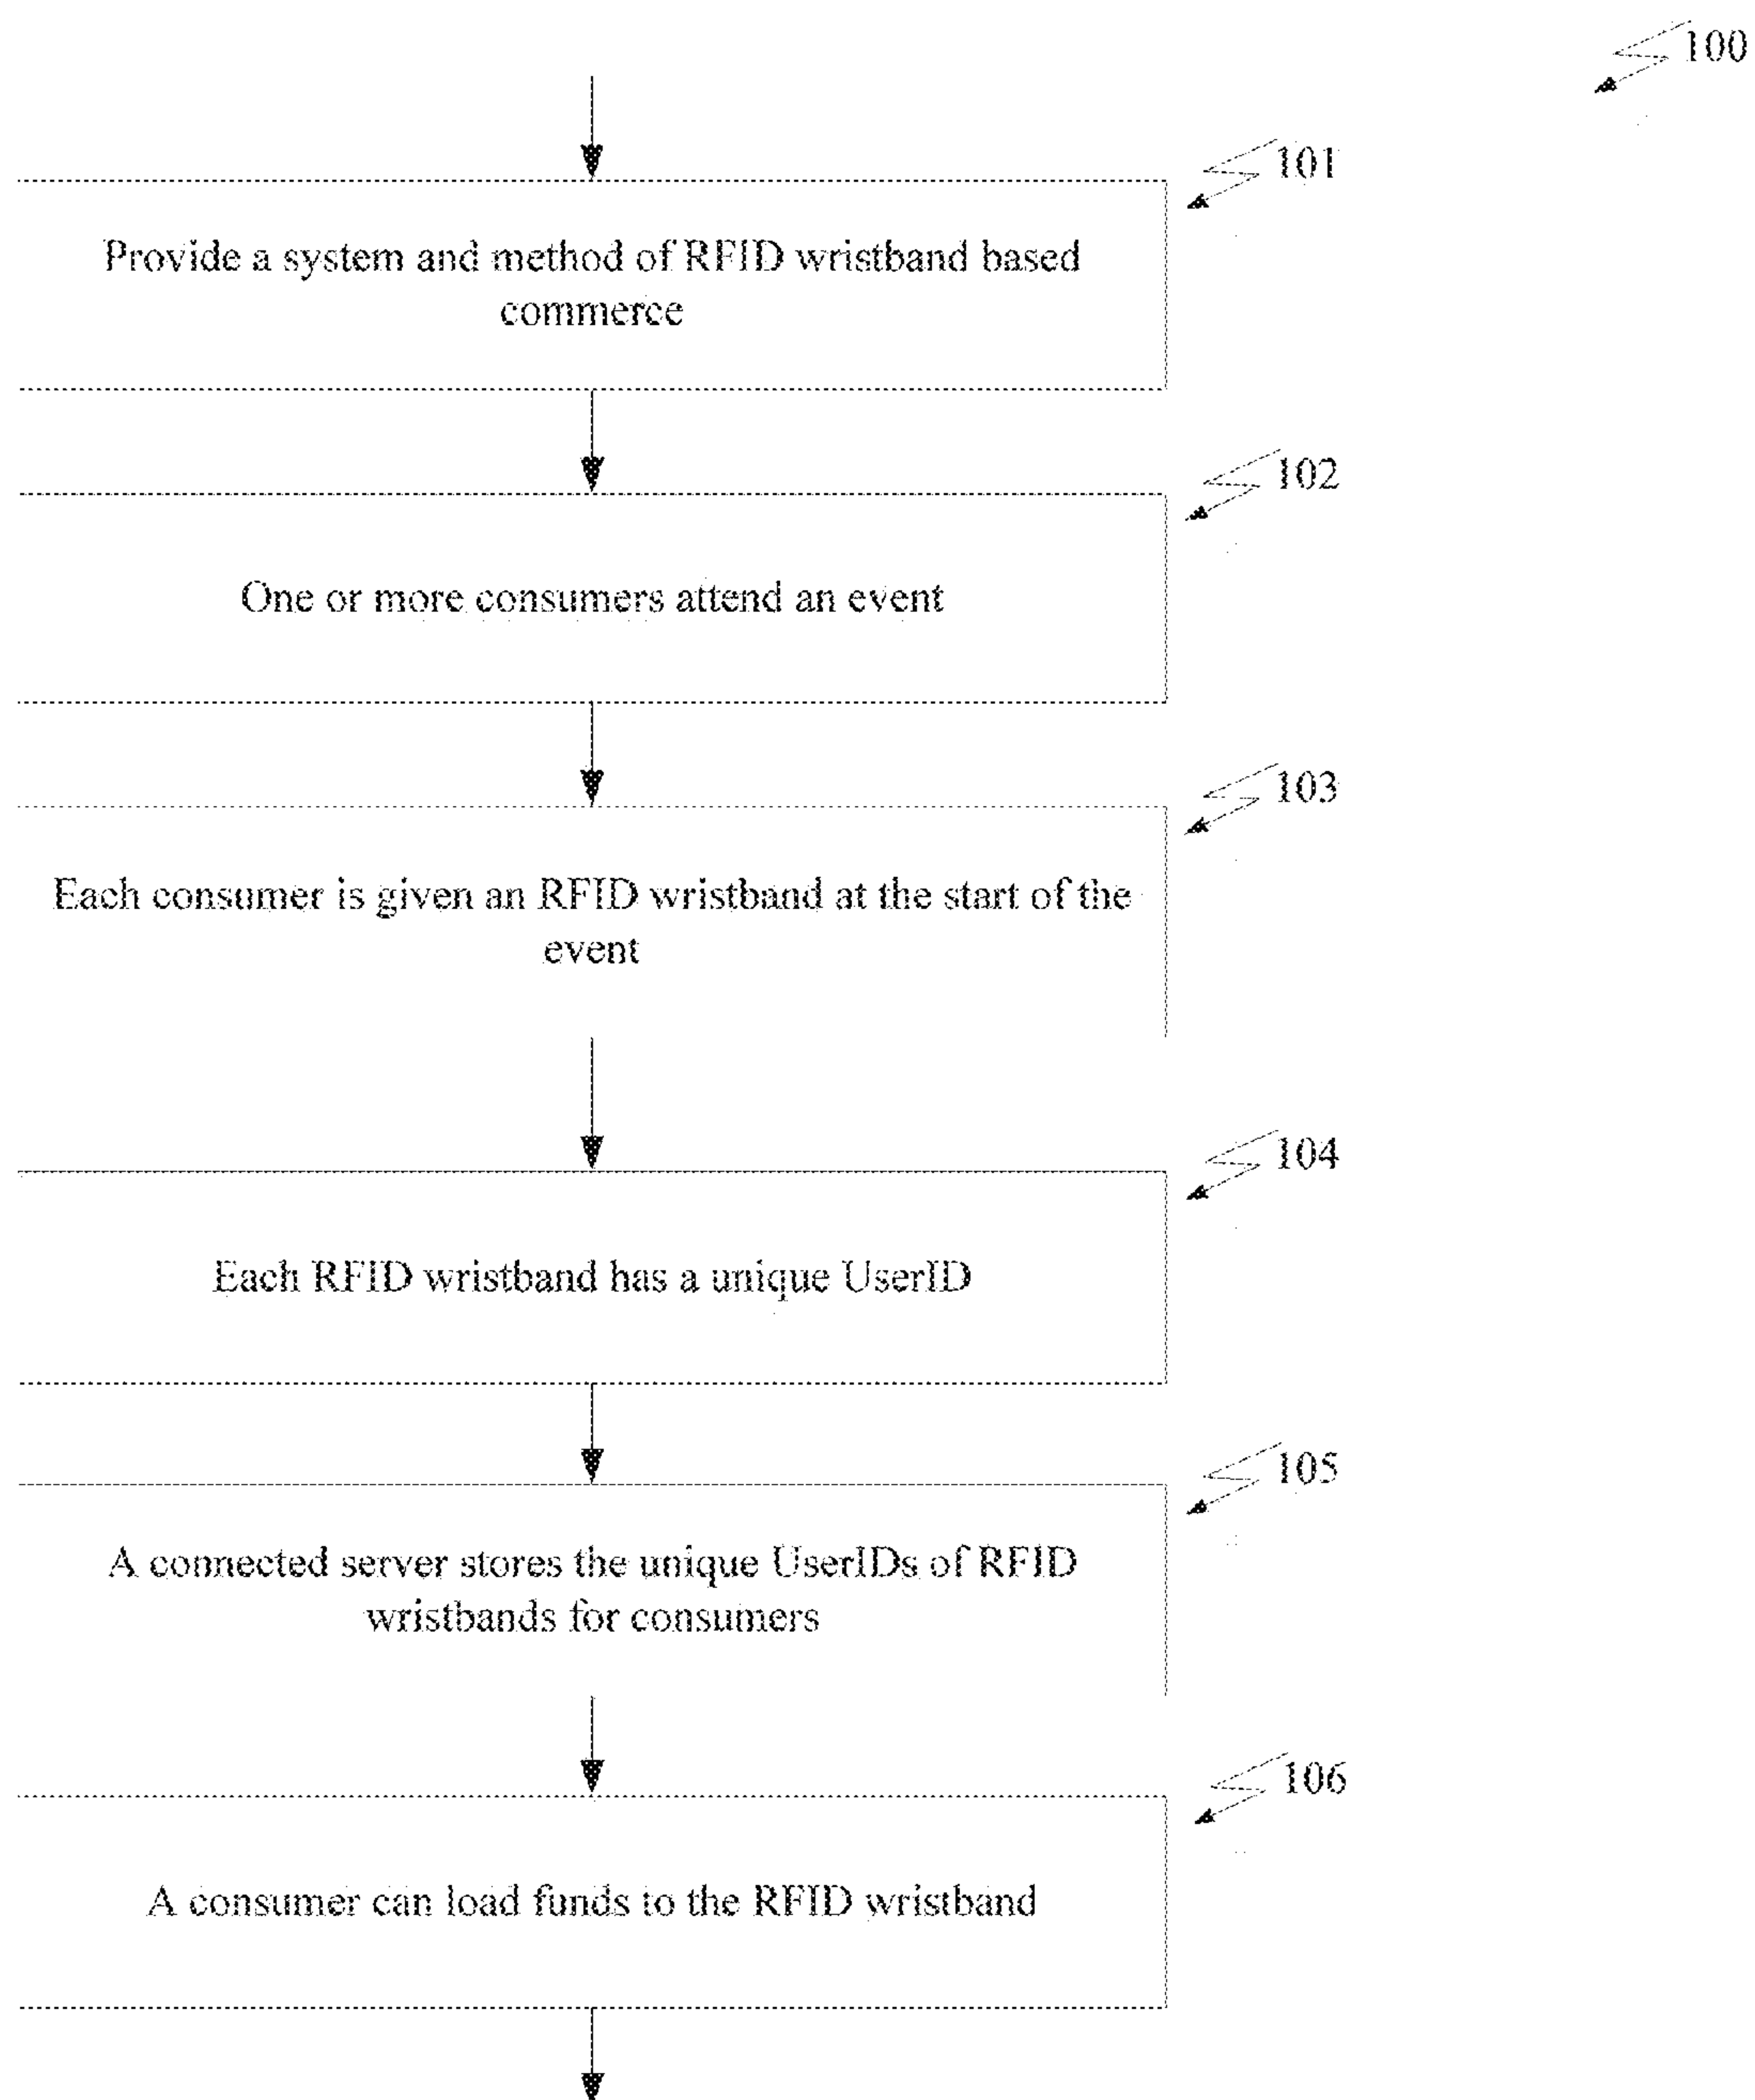 100
101
Provide a system and method of RFID wristband based
commerce
102
One or more consumers attend an event
103
Each consumer is given an RFID wristband at the start of the
event
104
Each RFID wristband has a unique UserID
105
A connected server stores the unique UserIDs of RFID
wristbands for consumers
106
A consumer can load funds to the RFID wristband